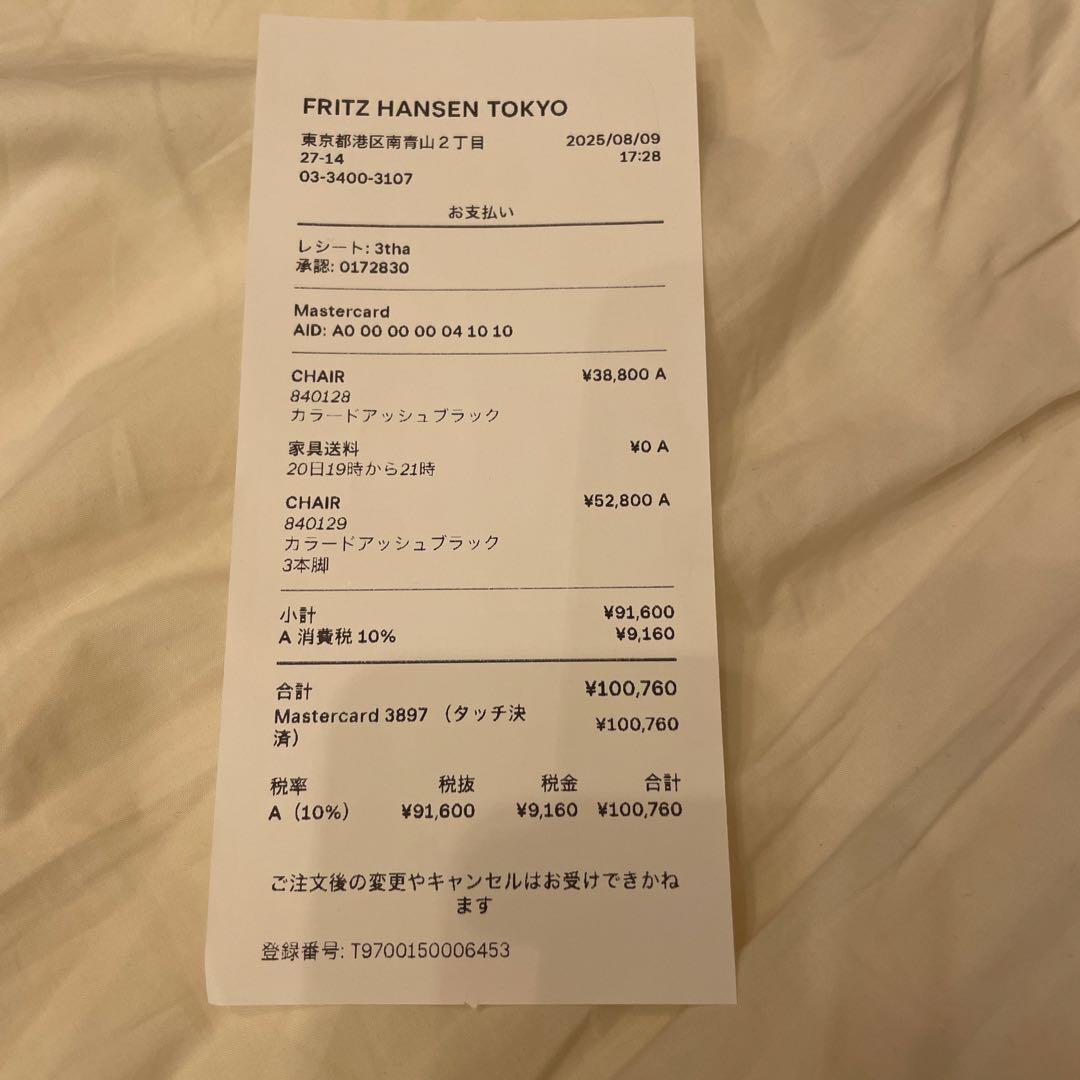 FRITZ HANSEN TOKYO
東京都港区南青山2丁目 2025/08/09
27-14 17:28
03-3400-3107
お支払い
レシート: 3tha
承認: 0172830
Mastercard
AID: A0 00 00 00 04 10 10
CHAIR ¥38,800 A
840128
カラードアッシュブラック
家具送料 ¥0 A
20日19時から21時
CHAIR ¥52,800 A
840129
カラードアッシュブラック
3本脚
小計 ¥91,600
A 消費税 10% ¥9,160
合計 ¥100,760
Mastercard 3897 (タッチ決 ¥100,760
済)
税率 税抜 税金 合計
A (10%) ¥91,600 ¥9,160 ¥100,760
ご注文後の変更やキャンセルはお受けできかね
ます
登録番号: T9700150006453